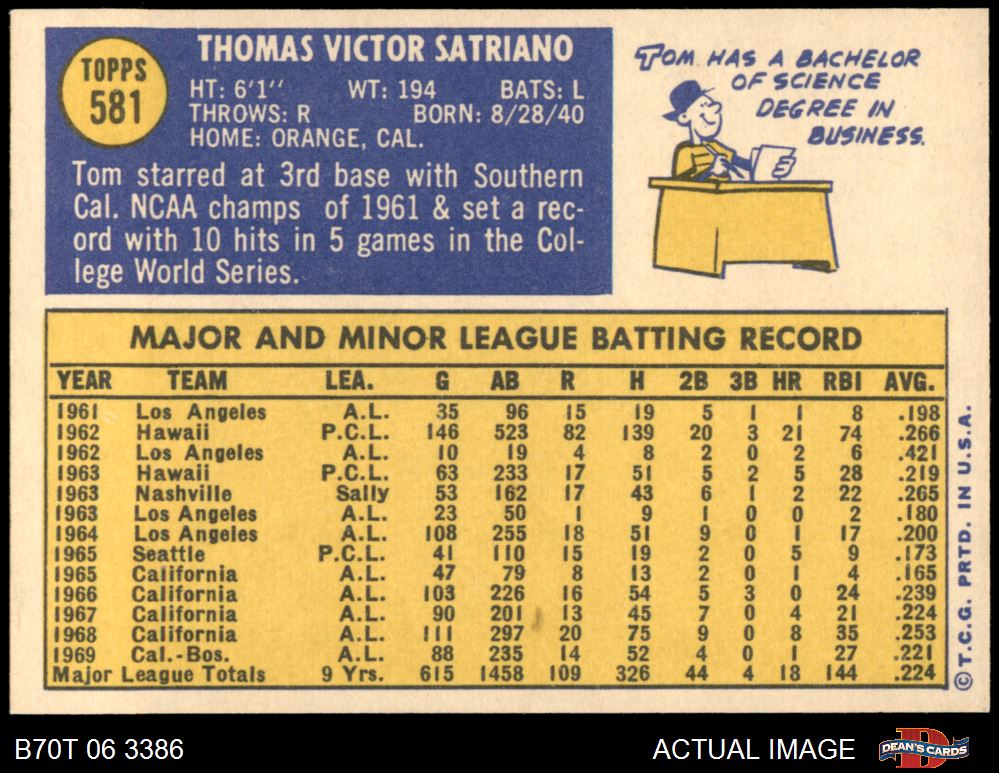 TOPPS
581
THOMAS VICTOR SATRIANO
HT: 6'1'' WT: 194 BATS: L
THROWS: R BORN: 8/28/40
HOME: ORANGE, CAL.
Tom starred at 3rd base with Southern
Cal. NCAA champs of 1961 & set a rec-
ord with 10 hits in 5 games in the Col-
lege World Series.
TOM HAS A BACHELOR
OF SCIENCE
DEGREE IN
BUSINESS.
MAJOR AND MINOR LEAGUE BATTING RECORD
YEAR TEAM LEA. G AB R H 2B 3B HR RBI AVG.
1961 Los Angeles A.L. 35 96 15 19 5 1 1 8 .198
1962 Hawaii P.C.L. 146 523 82 139 20 3 21 74 .266
1962 Los Angeles A.L. 10 19 4 8 2 0 2 6 .421
1963 Hawaii P.C.L. 63 233 17 51 5 2 5 28 .219
1963 Nashville Sally 53 162 17 43 6 1 2 22 .265
1963 Los Angeles A.L. 23 50 1 9 1 0 0 2 .180
1964 Los Angeles A.L. 108 255 18 51 9 0 1 17 .200
1965 Seattle P.C.L. 41 110 15 19 2 0 5 9 .173
1965 California A.L. 47 79 8 13 2 0 1 4 .165
1966 California A.L. 103 226 16 54 5 3 0 24 .239
1967 California A.L. 90 201 13 45 7 0 4 21 .224
1968 California A.L. 111 297 20 75 9 0 8 35 .253
1969 Cal.-Bos. A.L. 88 235 14 52 4 0 1 27 .221
Major League Totals 9 Yrs. 615 1458 109 326 44 4 18 144 .224
© T.C.G. PRTD. IN U.S.A.
B70T 06 3386 ACTUAL IMAGE
D
DEAN'S CARDS